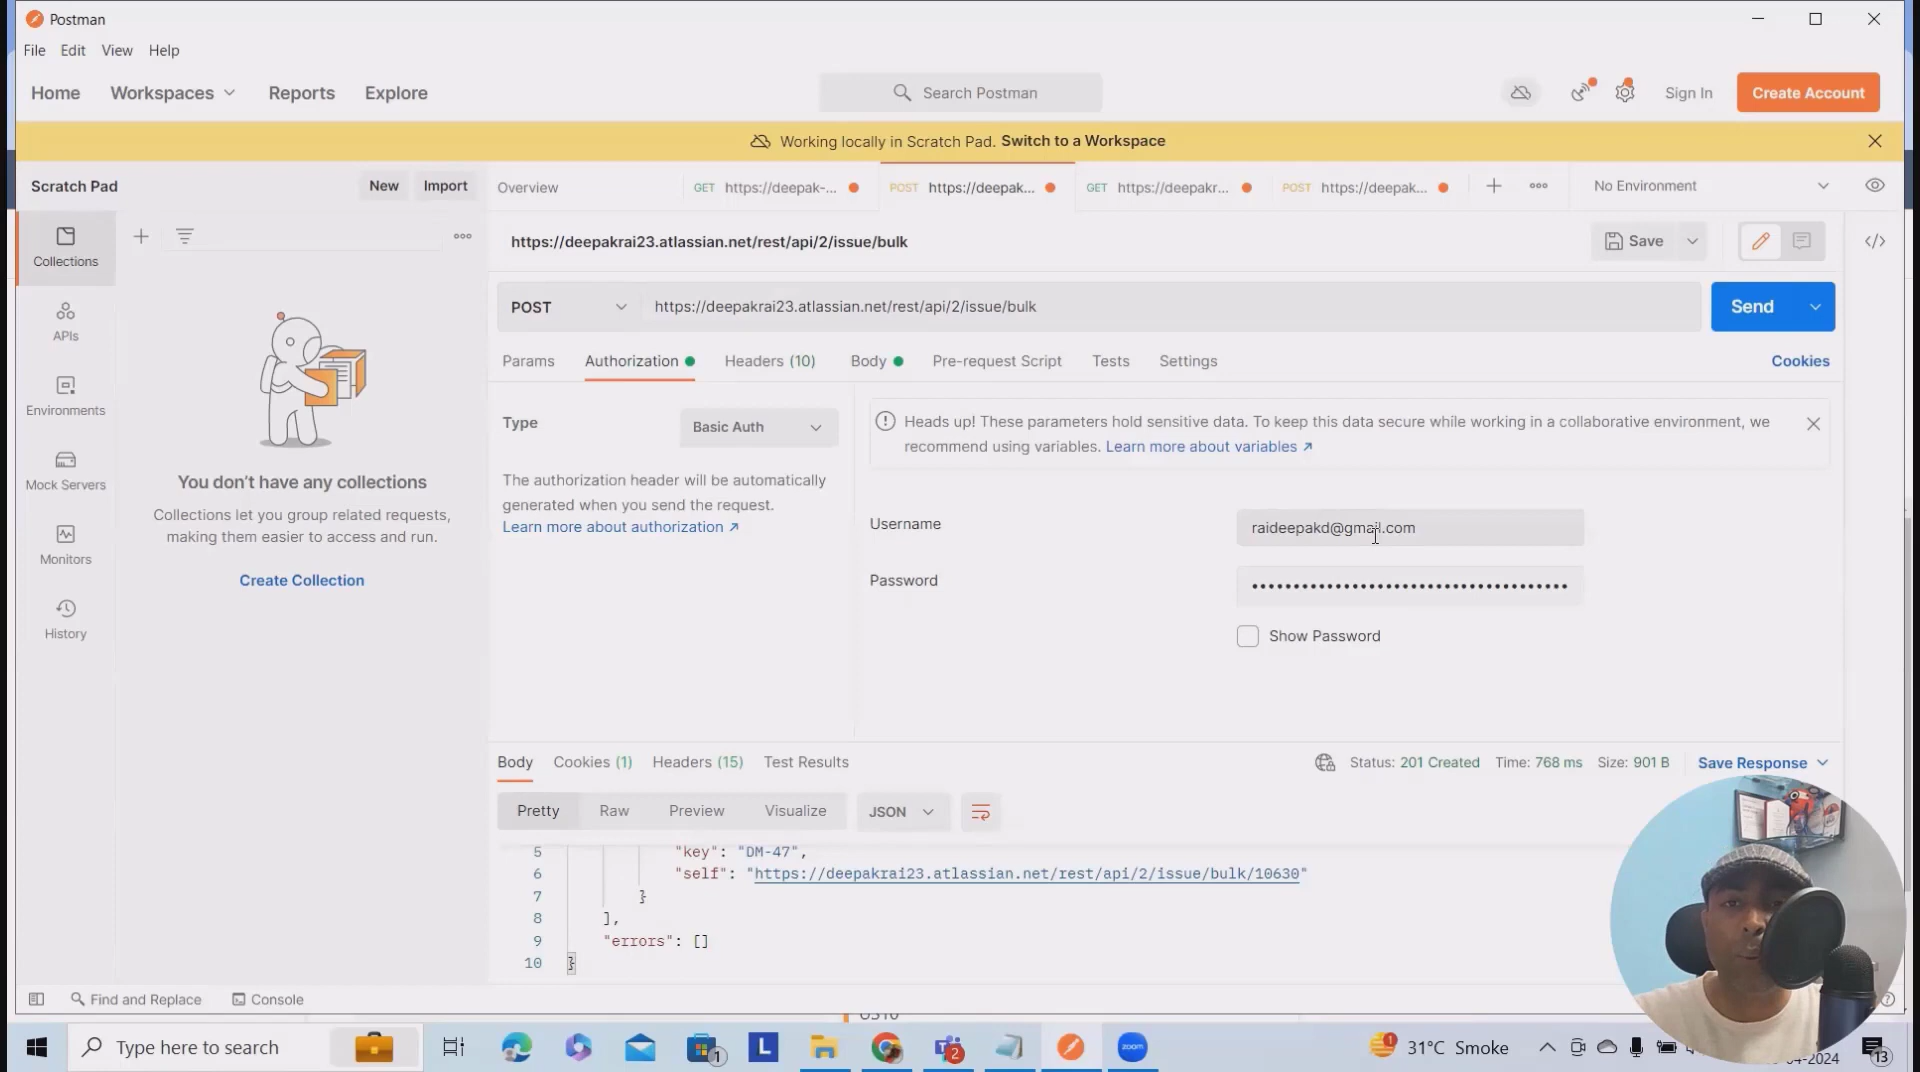 Postman
File Edit View Help
Home Workspaces Reports Explore Search Postman Sign In Create Account
Working locally in Scratch Pad. Switch to a Workspace
Scratch Pad New Import Overview GET https://deepak-... POST https://deepak... GET https://deepakr... POST https://deepak... No Environment
Collections
https://deepakrai23.atlassian.net/rest/api/2/issue/bulk Save
POST https://deepakrai23.atlassian.net/rest/api/2/issue/bulk Send
APIs
Params Authorization Headers (10) Body Pre-request Script Tests Settings Cookies
Environments
Type Basic Auth
Heads up! These parameters hold sensitive data. To keep this data secure while working in a collaborative environment, we
recommend using variables. Learn more about variables ↗
The authorization header will be automatically
generated when you send the request.
Learn more about authorization ↗
Mock Servers
You don't have any collections
Collections let you group related requests,
making them easier to access and run.
Create Collection
Username raideepakd@gmail.com
Password ••••••••••••••••••••••••••••••••••••••
Show Password
Monitors
History
Body Cookies (1) Headers (15) Test Results Status: 201 Created Time: 768 ms Size: 901 B Save Response
Pretty Raw Preview Visualize JSON
5 "key": "DM-47",
6 "self": "https://deepakrai23.atlassian.net/rest/api/2/issue/bulk/10630"
7 }
8 ],
9 "errors": []
10 }
Find and Replace Console
US10
Type here to search 1 L 2 zoom 1 31°C Smoke
-2024 13